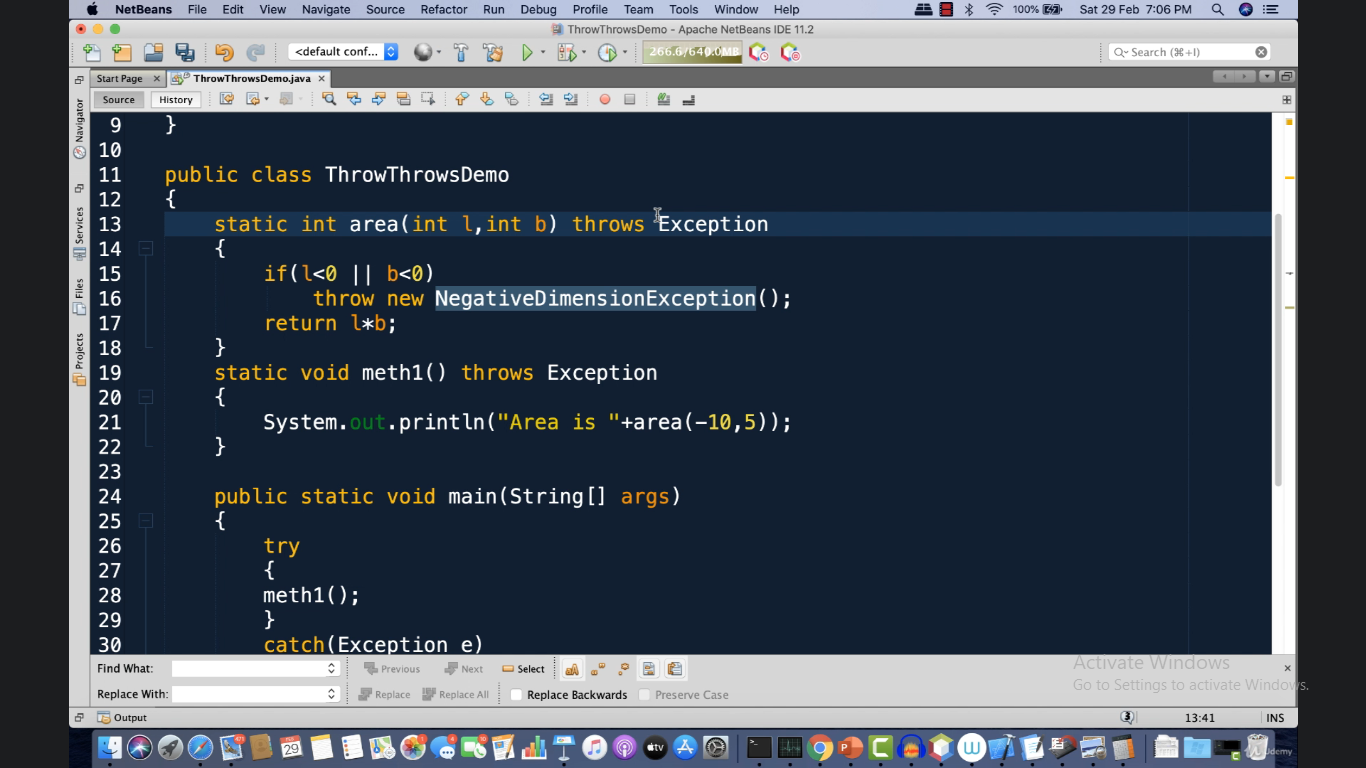 NetBeans File Edit View Navigate Source Refactor Run Debug Profile Team Tools Window Help 100% Sat 29 Feb 7:06 PM
ThrowThrowsDemo - Apache NetBeans IDE 11.2
<default conf... 266.6/640.0MB Search (⌘+I)
Start Page ThrowThrowsDemo.java
Source History
Navigator
Services
Files
Projects
9 }
10
11 public class ThrowThrowsDemo
12 {
13 static int area(int l,int b) throws Exception
14 {
15 if(l<0 || b<0)
16 throw new NegativeDimensionException();
17 return l*b;
18 }
19 static void meth1() throws Exception
20 {
21 System.out.println("Area is "+area(-10,5));
22 }
23
24 public static void main(String[] args)
25 {
26 try
27 {
28 meth1();
29 }
30 catch(Exception e)
Find What: Previous Next Select
Replace With: Replace Replace All Replace Backwards Preserve Case
Activate Windows
Go to Settings to activate Windows.
Output 3 13:41 INS
29
tv
Udemy